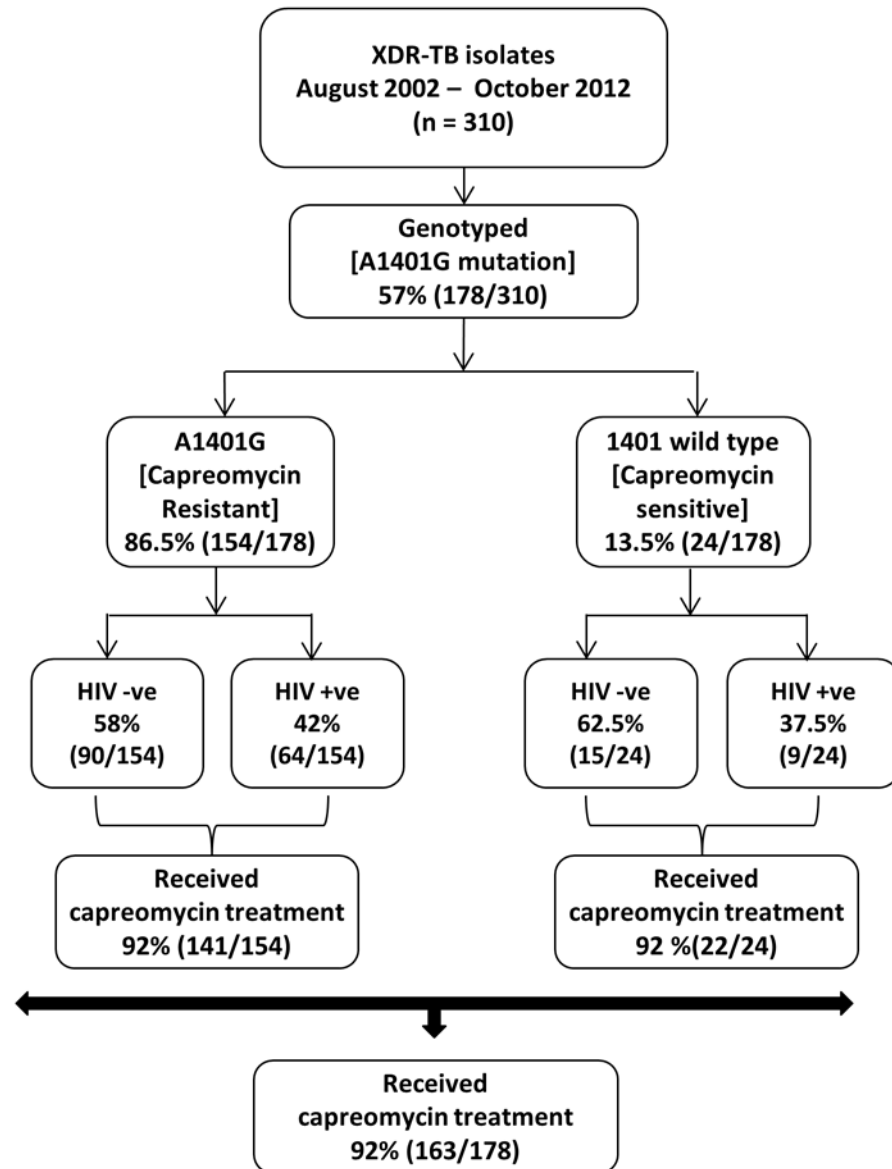 XDR-TB isolates
August 2002 – October 2012
(n = 310)
Genotyped
[A1401G mutation]
57% (178/310)
A1401G
[Capreomycin
Resistant]
86.5% (154/178)
1401 wild type
[Capreomycin
sensitive]
13.5% (24/178)
HIV -ve
58%
(90/154)
HIV +ve
42%
(64/154)
HIV -ve
62.5%
(15/24)
HIV +ve
37.5%
(9/24)
Received
capreomycin treatment
92% (141/154)
Received
capreomycin treatment
92 %(22/24)
Received
capreomycin treatment
92% (163/178)